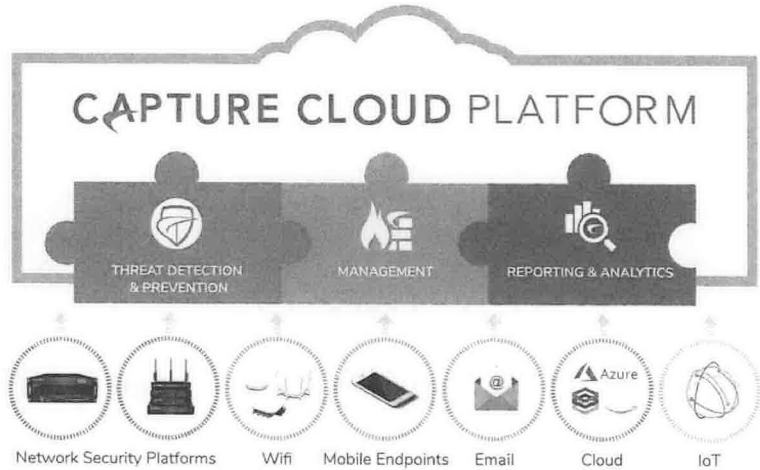 CAPTURE CLOUD PLATFORM
THREAT DETECTION
& PREVENTION
MANAGEMENT
REPORTING & ANALYTICS
@
Azure
Network Security Platforms
Wifi
Mobile Endpoints
Email
Cloud
IoT